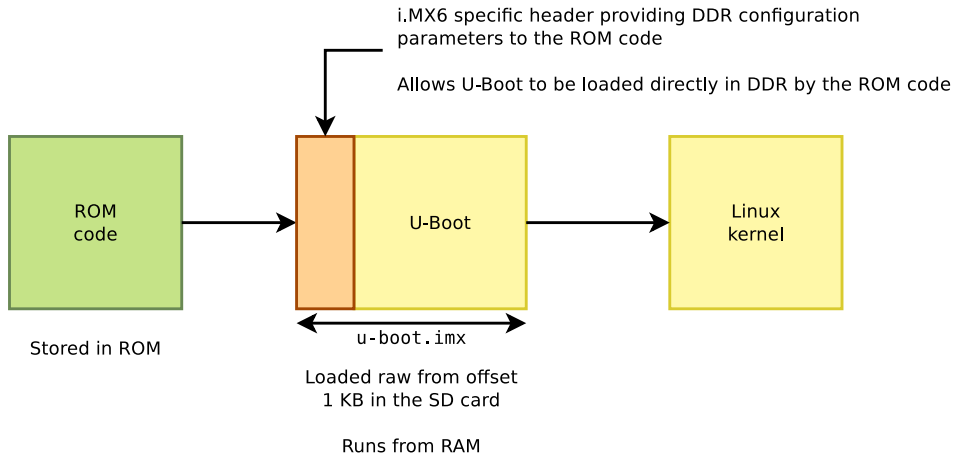 i.MX6 specific header providing DDR configuration
parameters to the ROM code
Allows U-Boot to be loaded directly in DDR by the ROM code
ROM
code
U-Boot
Linux
kernel
u-boot.imx
Stored in ROM
Loaded raw from offset
1 KB in the SD card
Runs from RAM